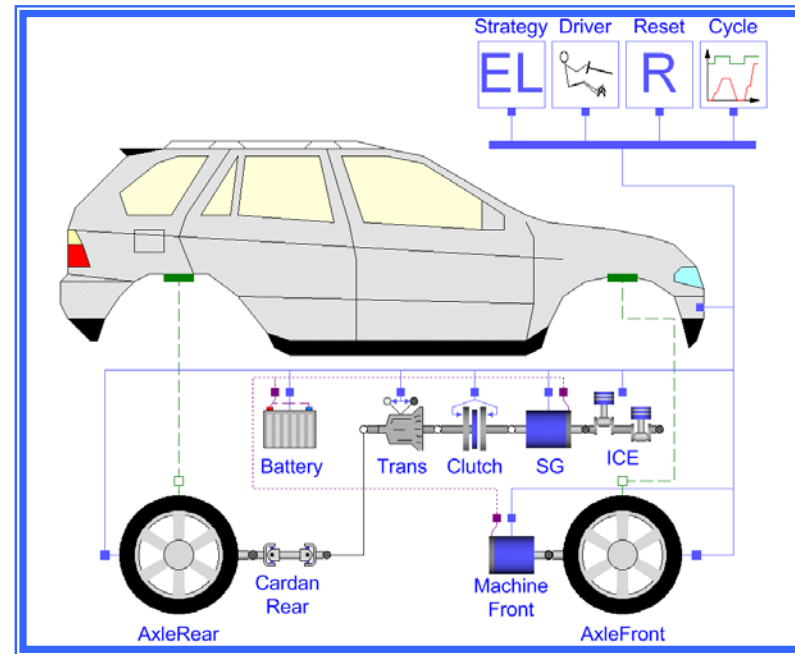 Strategy Driver Reset Cycle
EL R
Battery Trans Clutch SG ICE
Cardan
Rear
Machine
Front
AxleRear AxleFront